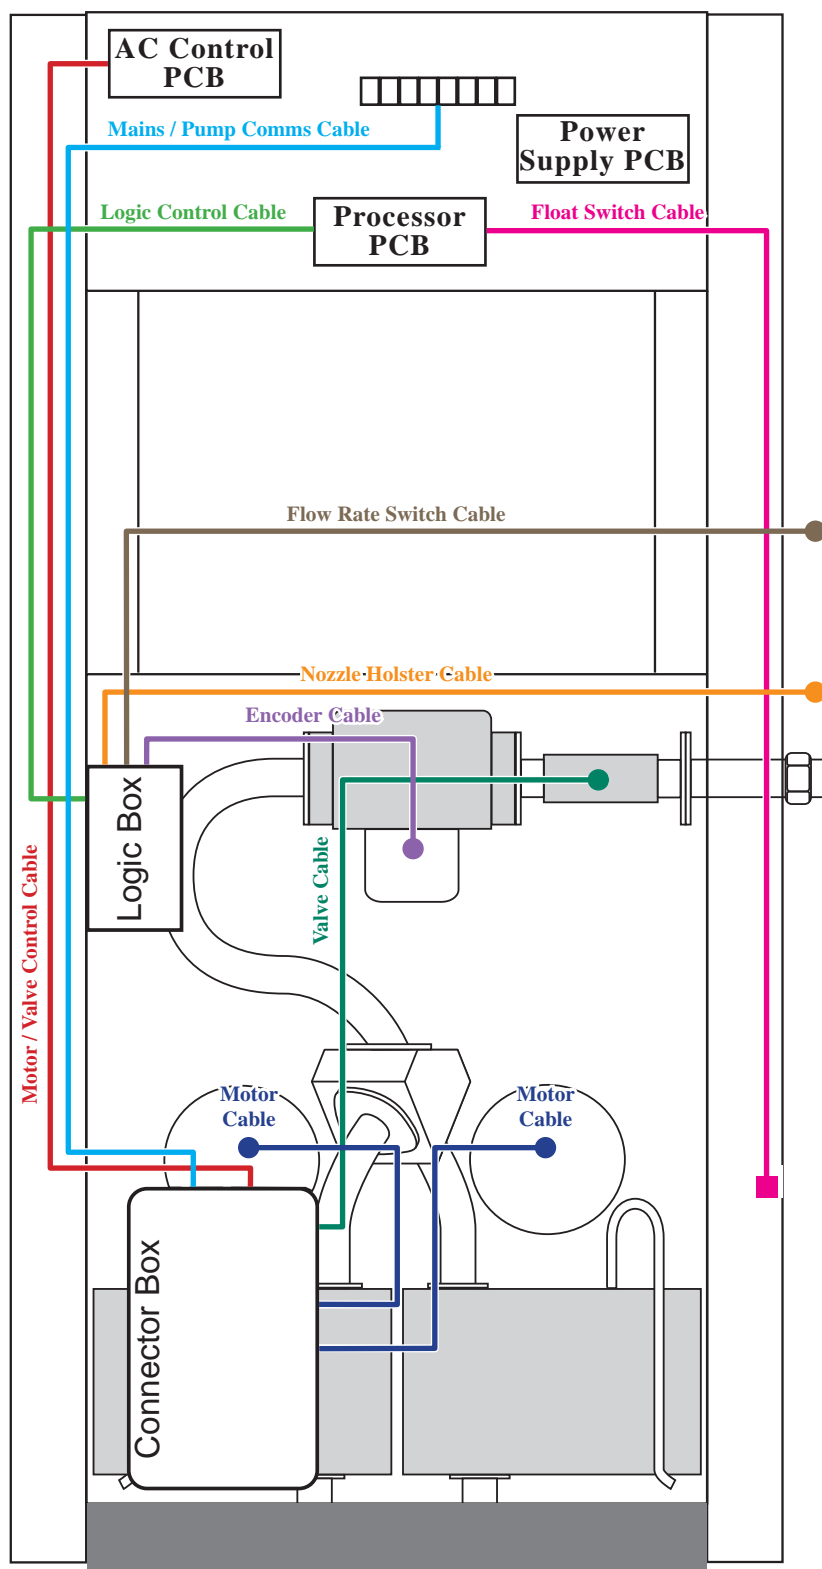 AC Control
PCB
Mains / Pump Comms Cable
Power
Supply PCB
Logic Control Cable
Processor
PCB
Float Switch Cable
Flow Rate Switch Cable
Nozzle Holster Cable
Encoder Cable
Logic Box
Valve Cable
Motor / Valve Control Cable
Motor
Cable
Motor
Cable
Connector Box